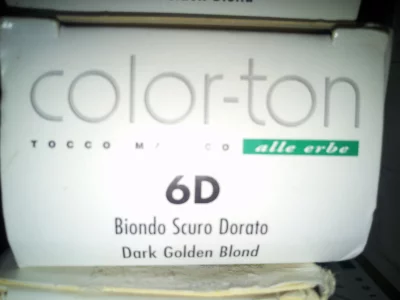 color-ton
TOCCO alle erbe
6D
Biondo Scuro Dorato
Dark Golden Blond